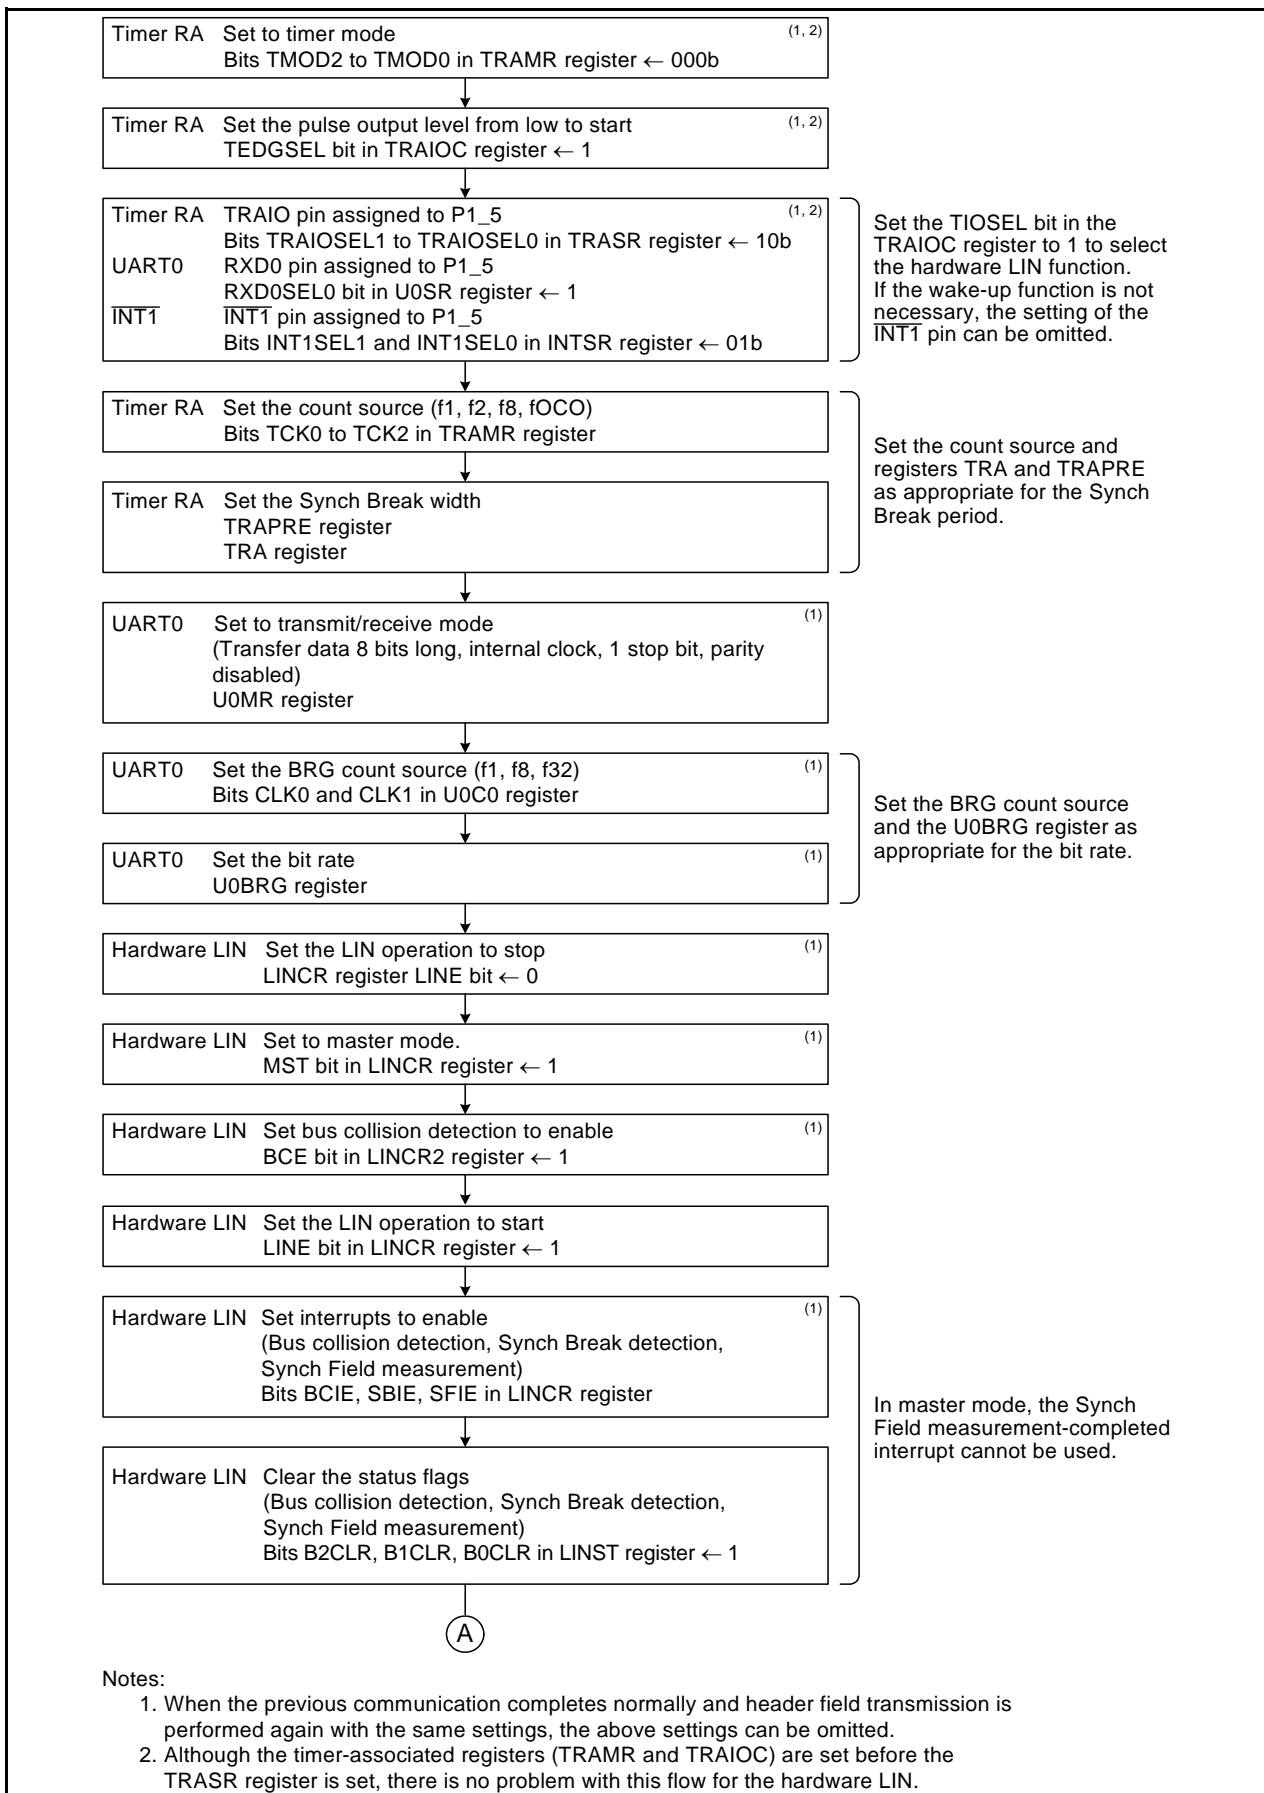 Timer RA Set to timer mode (1, 2)
Bits TMOD2 to TMOD0 in TRAMR register ← 000b
Timer RA Set the pulse output level from low to start (1, 2)
TEDGSEL bit in TRAIOC register ← 1
Timer RA TRAIO pin assigned to P1_5 (1, 2)
Bits TRAIOSEL1 to TRAIOSEL0 in TRASR register ← 10b
UART0 RXD0 pin assigned to P1_5
RXD0SEL0 bit in U0SR register ← 1
INT1 INT1 pin assigned to P1_5
Bits INT1SEL1 and INT1SEL0 in INTSR register ← 01b
Set the TIOSEL bit in the
TRAIOC register to 1 to select
the hardware LIN function.
If the wake-up function is not
necessary, the setting of the
INT1 pin can be omitted.
Timer RA Set the count source (f1, f2, f8, fOCO)
Bits TCK0 to TCK2 in TRAMR register
Timer RA Set the Synch Break width
TRAPRE register
TRA register
Set the count source and
registers TRA and TRAPRE
as appropriate for the Synch
Break period.
UART0 Set to transmit/receive mode (1)
(Transfer data 8 bits long, internal clock, 1 stop bit, parity
disabled)
U0MR register
UART0 Set the BRG count source (f1, f8, f32) (1)
Bits CLK0 and CLK1 in U0C0 register
UART0 Set the bit rate (1)
U0BRG register
Set the BRG count source
and the U0BRG register as
appropriate for the bit rate.
Hardware LIN Set the LIN operation to stop (1)
LINCR register LINE bit ← 0
Hardware LIN Set to master mode. (1)
MST bit in LINCR register ← 1
Hardware LIN Set bus collision detection to enable (1)
BCE bit in LINCR2 register ← 1
Hardware LIN Set the LIN operation to start
LINE bit in LINCR register ← 1
Hardware LIN Set interrupts to enable (1)
(Bus collision detection, Synch Break detection,
Synch Field measurement)
Bits BCIE, SBIE, SFIE in LINCR register
Hardware LIN Clear the status flags
(Bus collision detection, Synch Break detection,
Synch Field measurement)
Bits B2CLR, B1CLR, B0CLR in LINST register ← 1
In master mode, the Synch
Field measurement-completed
interrupt cannot be used.
A
Notes:
1. When the previous communication completes normally and header field transmission is
performed again with the same settings, the above settings can be omitted.
2. Although the timer-associated registers (TRAMR and TRAIOC) are set before the
TRASR register is set, there is no problem with this flow for the hardware LIN.